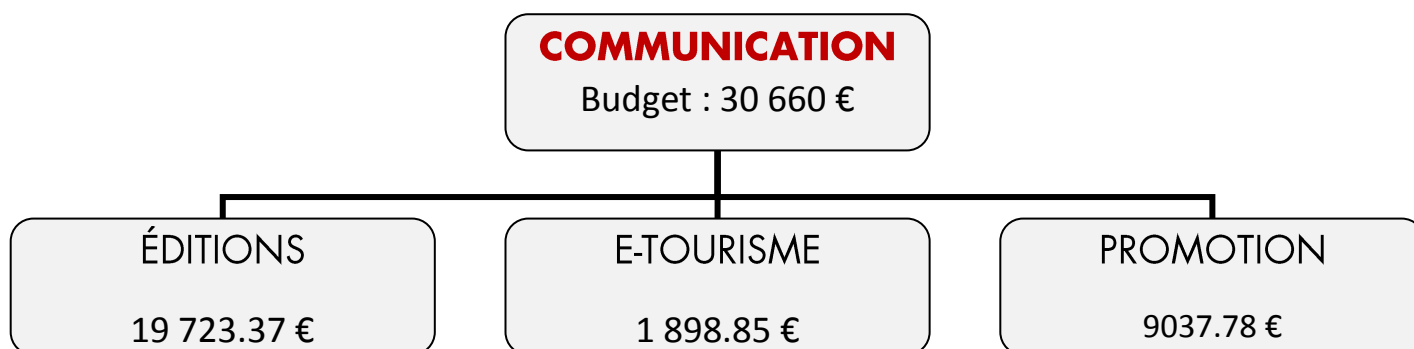 COMMUNICATION
Budget : 30 660 €
ÉDITIONS
19 723.37 €
E-TOURISME
1 898.85 €
PROMOTION
9037.78 €